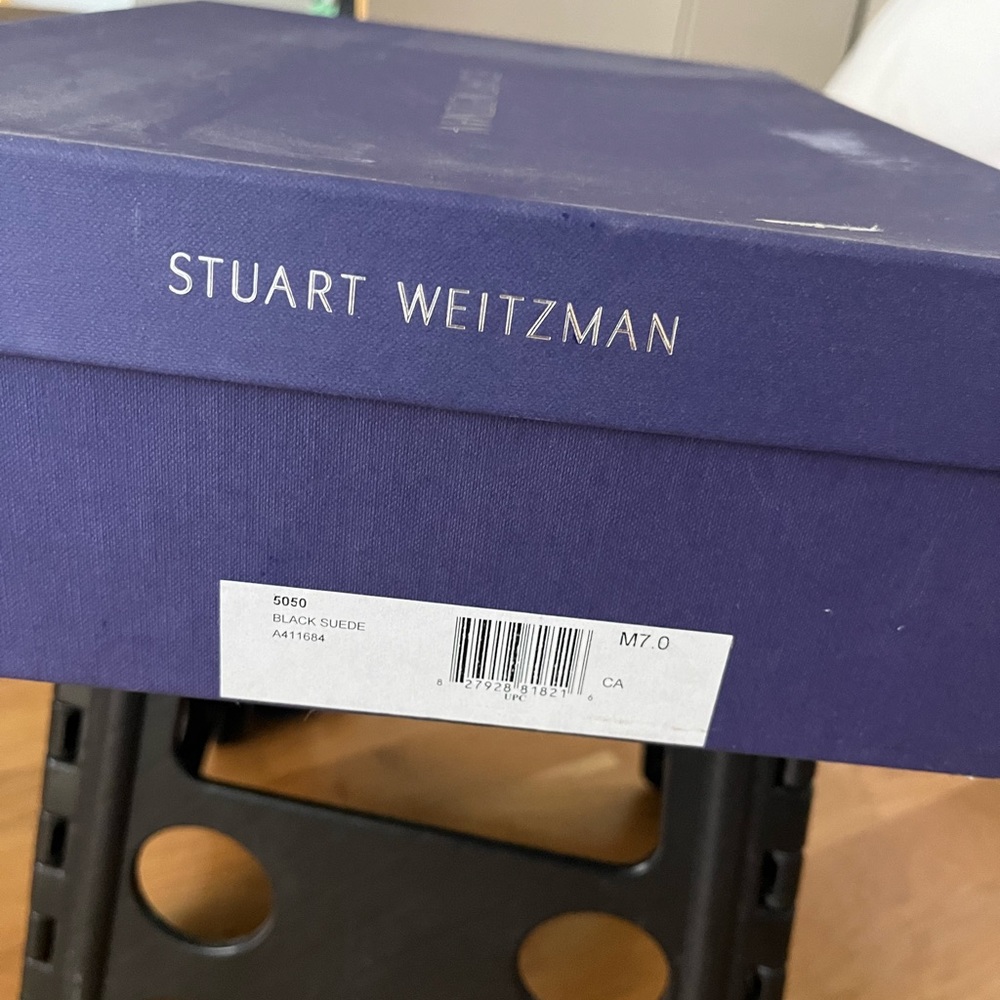 STUART WEITZMAN
5050
BLACK SUEDE
A411684
M7.0
CA
8 27928 81821 6
UPC